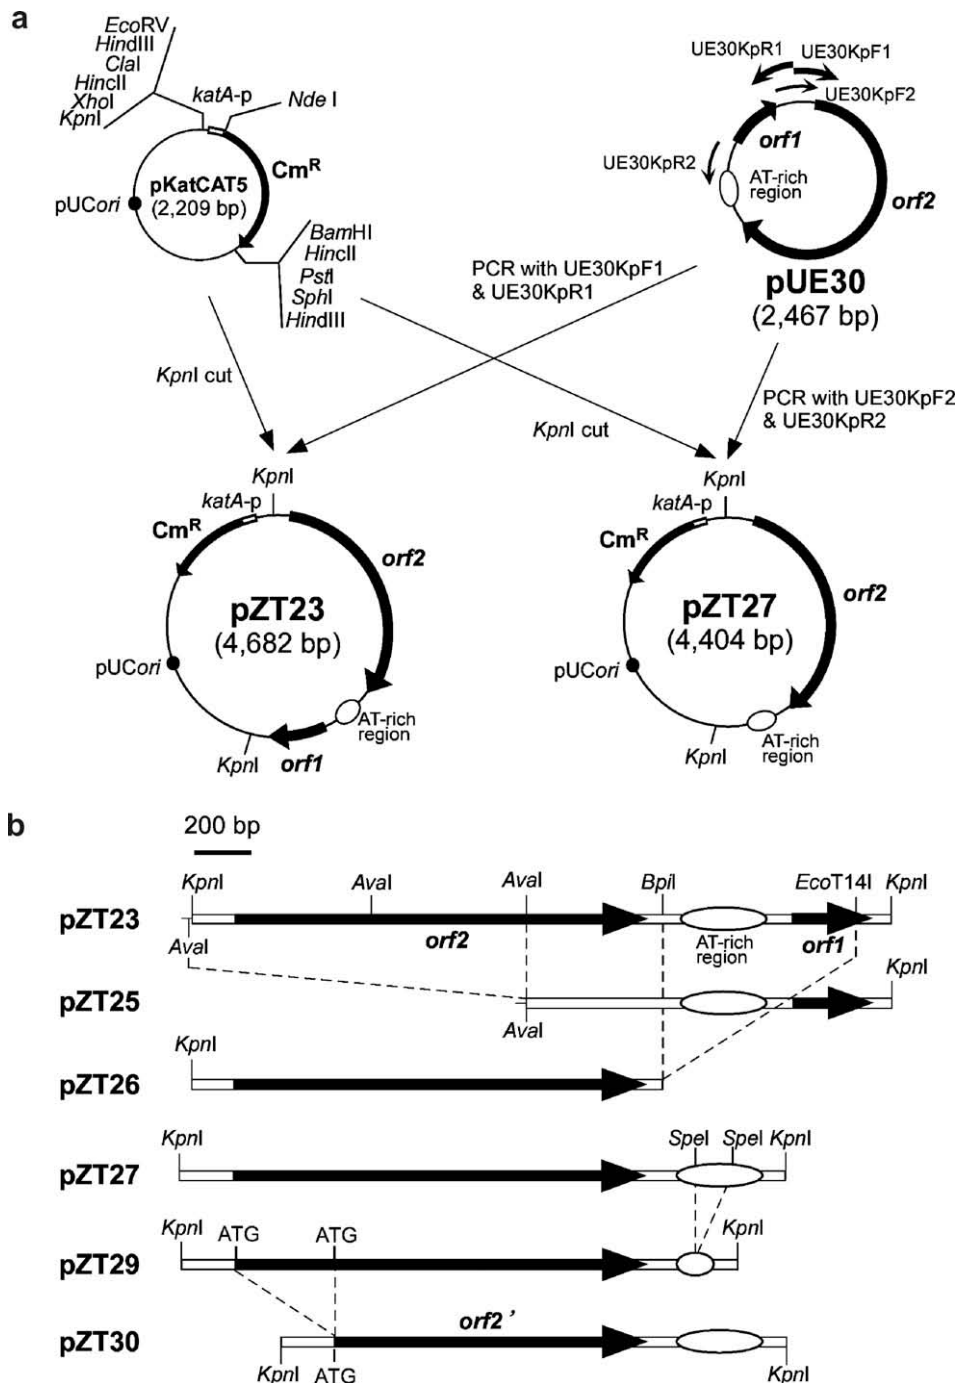 a
EcoRV
HindIII
ClaI
HincII
XhoI
KpnI
katA-p
NdeI
CmR
pKatCAT5
(2,209 bp)
pUCori
BamHI
HincII
PstI
SphI
HindIII
UE30KpR1
UE30KpF1
UE30KpF2
orf1
UE30KpR2
AT-rich
region
orf2
pUE30
(2,467 bp)
PCR with UE30KpF1
& UE30KpR1
KpnI cut
KpnI cut
PCR with UE30KpF2
& UE30KpR2
KpnI
katA-p
CmR
orf2
pZT23
(4,682 bp)
pUCori
AT-rich
region
KpnI
orf1
KpnI
katA-p
CmR
orf2
pZT27
(4,404 bp)
pUCori
KpnI
AT-rich
region
b
200 bp
KpnI
AvaI
AvaI
BpiI
EcoT14I
KpnI
pZT23
AvaI
orf2
AT-rich
region
orf1
KpnI
pZT25
AvaI
KpnI
pZT26
KpnI
SpeI
SpeI
KpnI
pZT27
KpnI
ATG
ATG
KpnI
pZT29
orf2'
pZT30
KpnI
ATG
KpnI